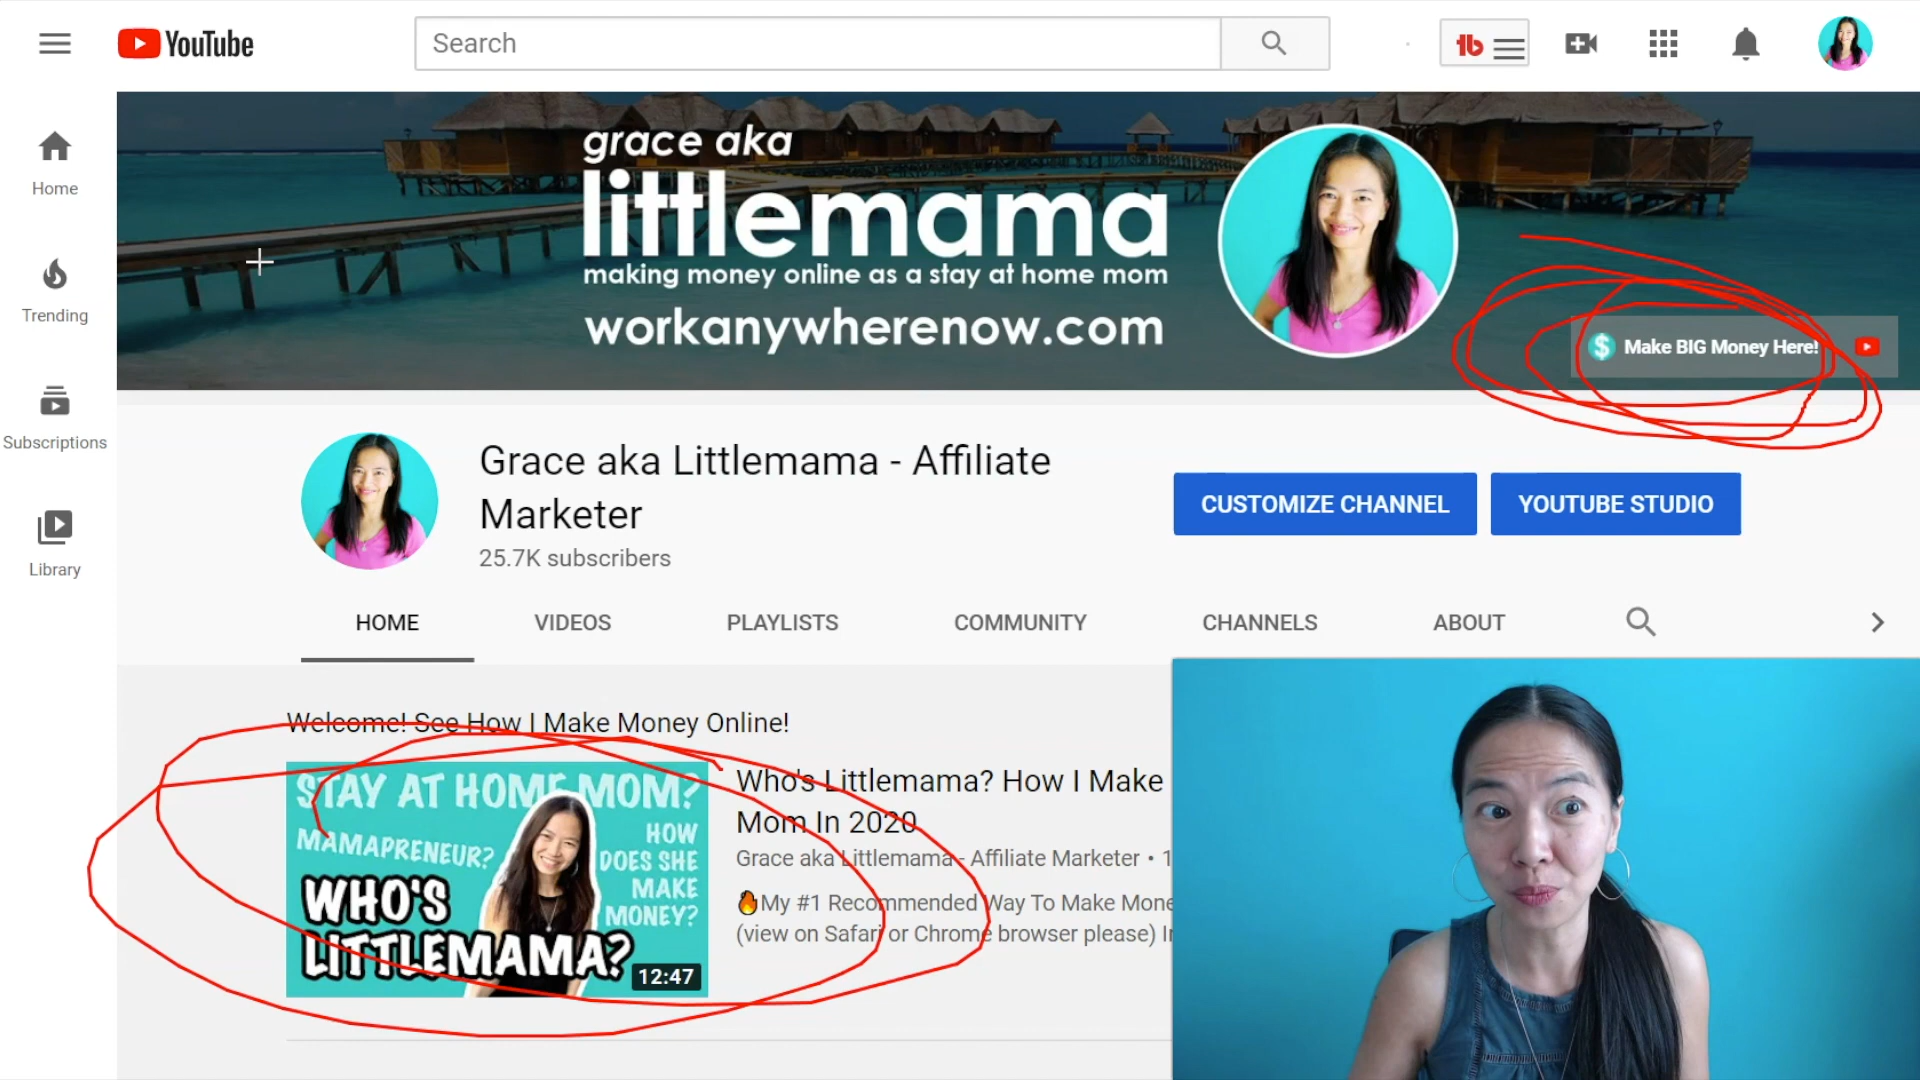 YouTube
Search
tb
Home
Trending
Subscriptions
Library
grace aka
littlemama
making money online as a stay at home mom
workanywherenow.com
$ Make BIG Money Here!
Grace aka Littlemama - Affiliate
Marketer
25.7K subscribers
CUSTOMIZE CHANNEL
YOUTUBE STUDIO
HOME
VIDEOS
PLAYLISTS
COMMUNITY
CHANNELS
ABOUT
Welcome! See How I Make Money Online!
STAY AT HOME MOM?
MAMAPRENEUR?
HOW
DOES SHE
MAKE
MONEY?
WHO'S
LITTLEMAMA?
12:47
Who's Littlemama? How I Make
Mom In 2020
Grace aka Littlemama - Affiliate Marketer • 1
🔥My #1 Recommended Way To Make Mone
(view on Safari or Chrome browser please) I